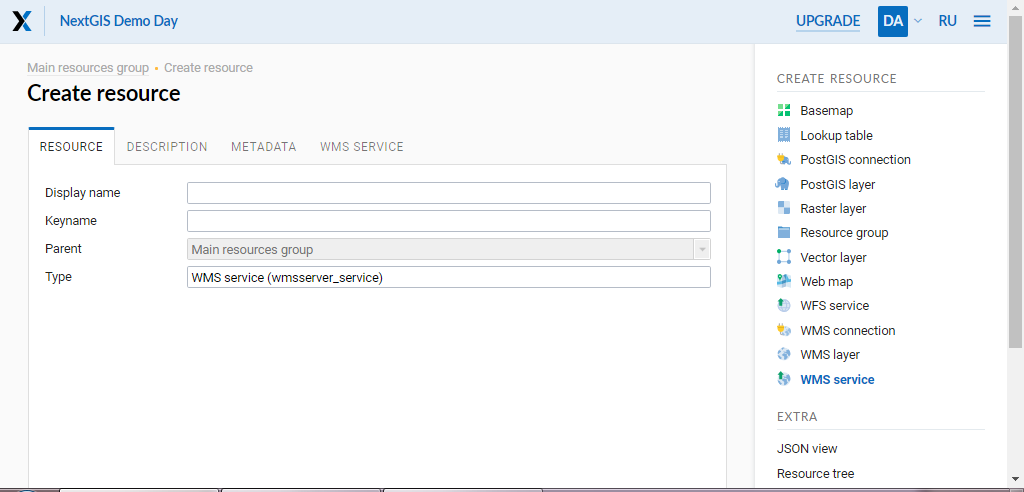 NextGIS Demo Day
UPGRADE DA RU
Main resources group • Create resource
Create resource
RESOURCE DESCRIPTION METADATA WMS SERVICE
Display name
Keyname
Parent Main resources group
Type WMS service (wmsserver_service)
CREATE RESOURCE
Basemap
Lookup table
PostGIS connection
PostGIS layer
Raster layer
Resource group
Vector layer
Web map
WFS service
WMS connection
WMS layer
WMS service
EXTRA
JSON view
Resource tree